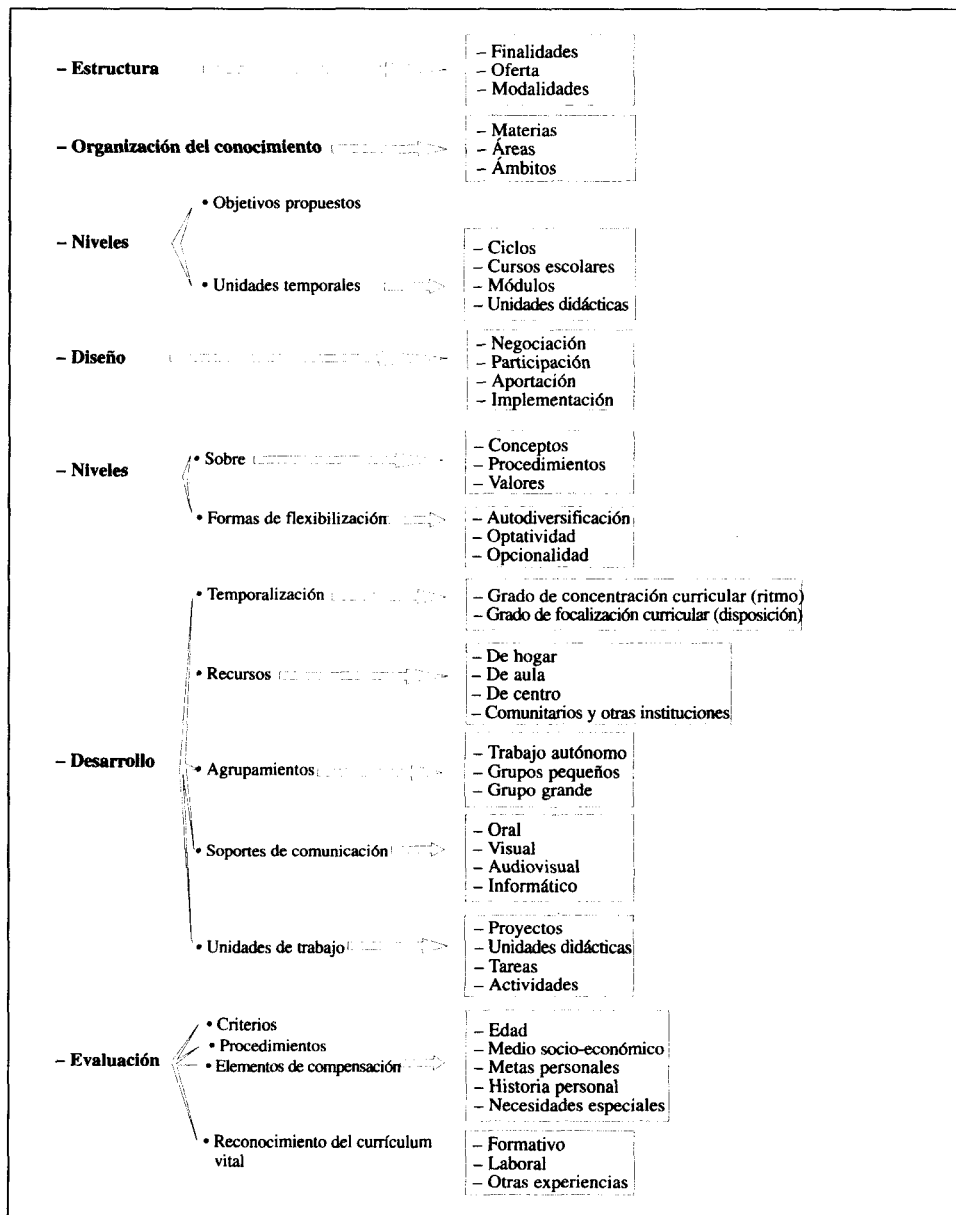 – Estructura
– Finalidades
– Oferta
– Modalidades
– Organización del conocimiento
– Materias
– Áreas
– Ámbitos
– Niveles
• Objetivos propuestos
• Unidades temporales
– Ciclos
– Cursos escolares
– Módulos
– Unidades didácticas
– Diseño
– Negociación
– Participación
– Aportación
– Implementación
– Niveles
• Sobre
– Conceptos
– Procedimientos
– Valores
• Formas de flexibilización
– Autodiversificación
– Optatividad
– Opcionalidad
– Desarrollo
• Temporalización
– Grado de concentración curricular (ritmo)
– Grado de focalización curricular (disposición)
• Recursos
– De hogar
– De aula
– De centro
– Comunitarios y otras instituciones
• Agrupamientos
– Trabajo autónomo
– Grupos pequeños
– Grupo grande
• Soportes de comunicación
– Oral
– Visual
– Audiovisual
– Informático
• Unidades de trabajo
– Proyectos
– Unidades didácticas
– Tareas
– Actividades
– Evaluación
• Criterios
• Procedimientos
• Elementos de compensación
– Edad
– Medio socio-económico
– Metas personales
– Historia personal
– Necesidades especiales
• Reconocimiento del currículum
vital
– Formativo
– Laboral
– Otras experiencias